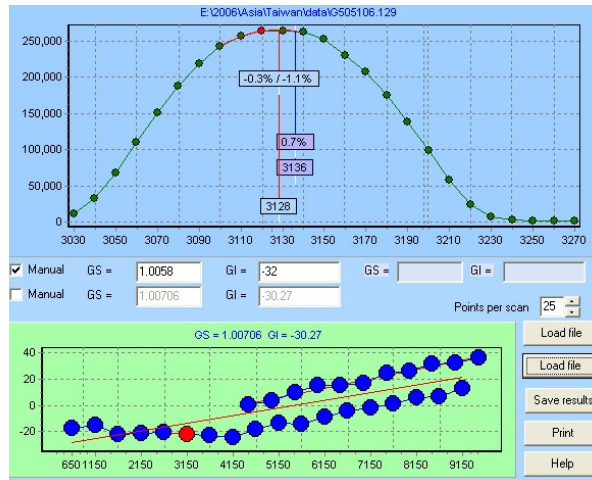 E:\2006\Asia\Taiwan\data\G505106.129
250,000
200,000
150,000
100,000
50,000
0
-0.3% / -1.1%
0.7%
3136
3128
3030 3050 3070 3090 3110 3130 3150 3170 3190 3210 3230 3250 3270
Manual GS = 1.0058 GI = -32 GS = GI =
Manual GS = 1.00706 GI = -30.27
Points per scan 25
GS = 1.00706 GI = -30.27
40
20
0
-20
650 1150 2150 3150 4150 5150 6150 7150 8150 9150
Load file
Load file
Save results
Print
Help